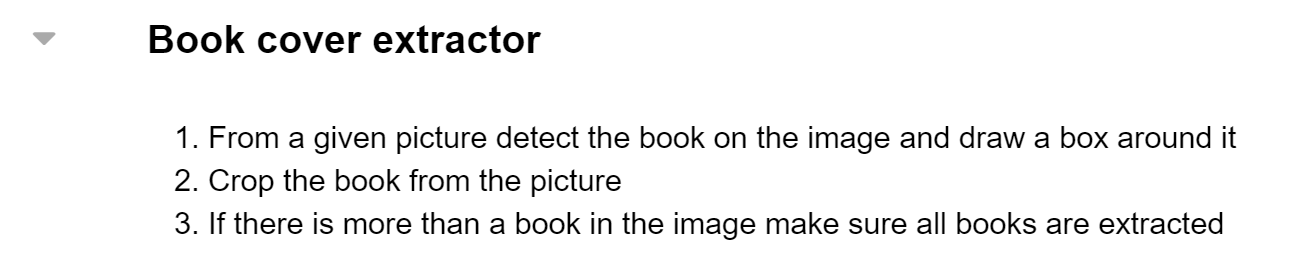 Book cover extractor
1. From a given picture detect the book on the image and draw a box around it
2. Crop the book from the picture
3. If there is more than a book in the image make sure all books are extracted